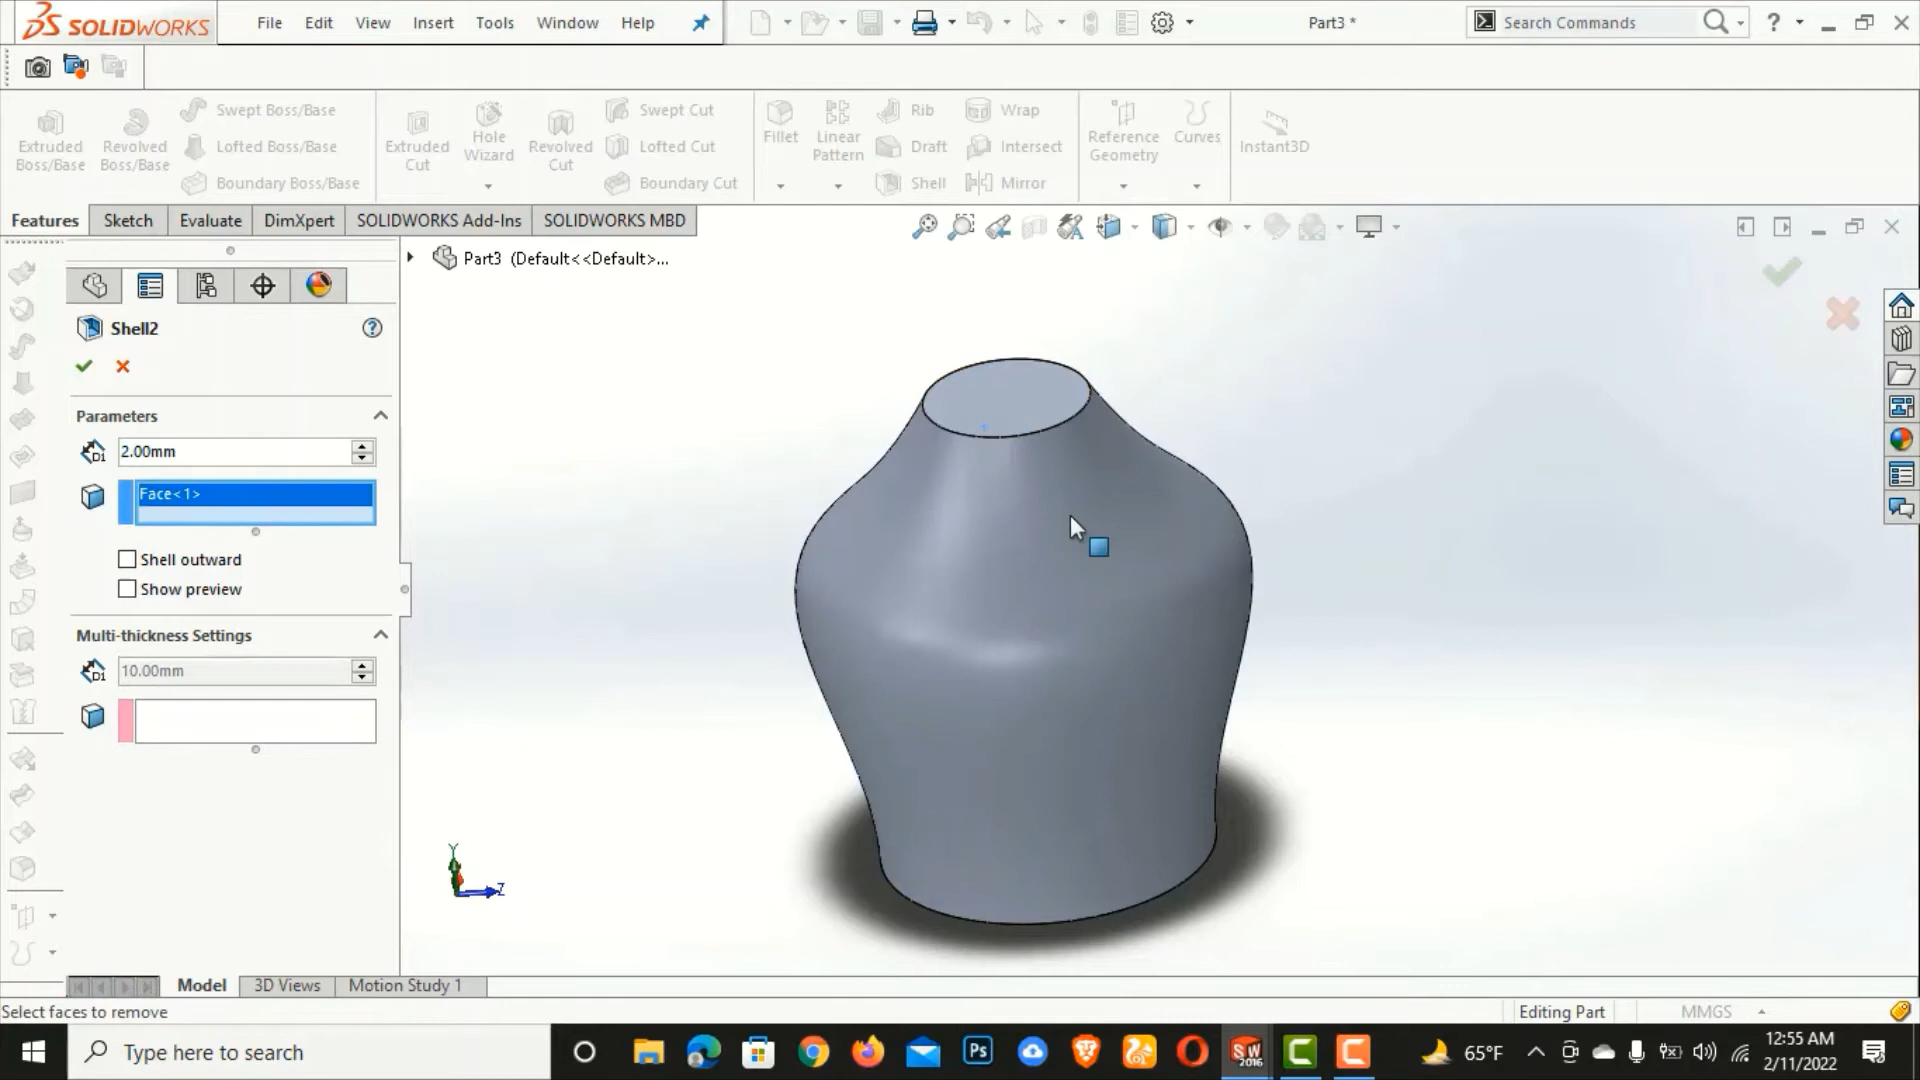 SOLIDWORKS File Edit View Insert Tools Window Help Part3 * Search Commands ?
Extruded Boss/Base Revolved Boss/Base Swept Boss/Base Lofted Boss/Base Boundary Boss/Base Extruded Cut Hole Wizard Revolved Cut Swept Cut Lofted Cut Boundary Cut Fillet Linear Pattern Rib Draft Shell Wrap Intersect Mirror Reference Geometry Curves Instant3D
Features Sketch Evaluate DimXpert SOLIDWORKS Add-Ins SOLIDWORKS MBD
Part3 (Default<<Default>...
Shell2
Parameters
2.00mm
Face<1>
Shell outward
Show preview
Multi-thickness Settings
10.00mm
Y
Z
Model 3D Views Motion Study 1
Select faces to remove Editing Part MMGS
Type here to search Ps SW 2016 65°F 12:55 AM
2/11/2022